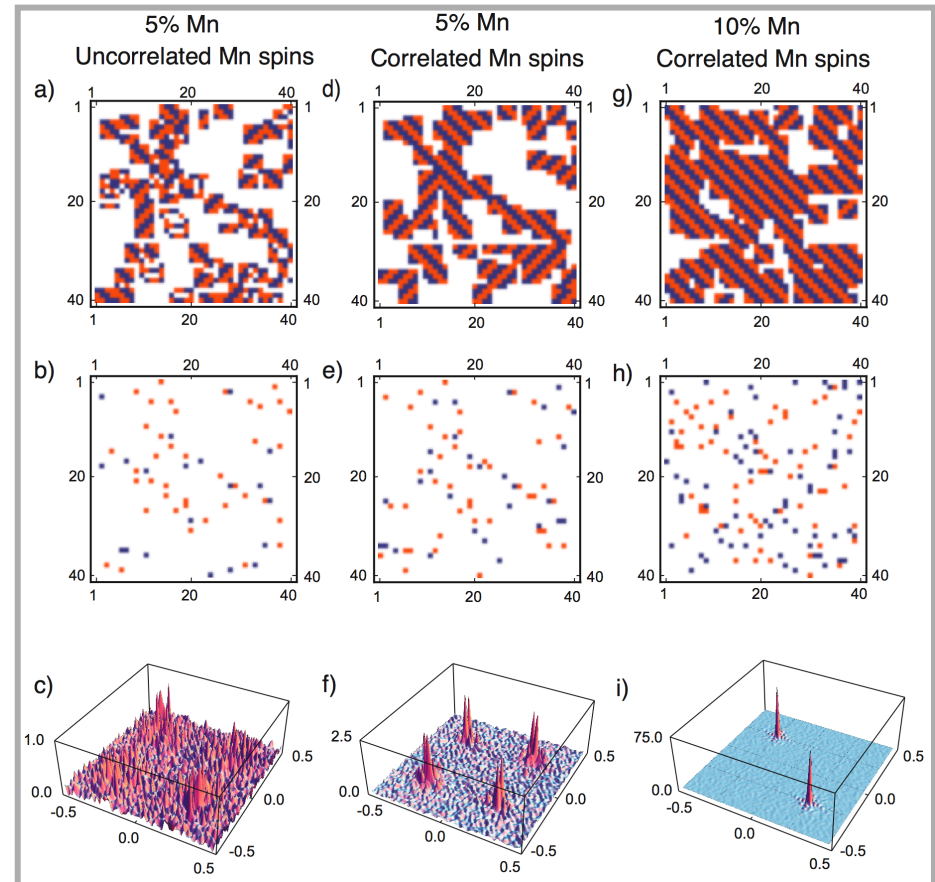 5% Mn 5% Mn 10% Mn
Uncorrelated Mn spins Correlated Mn spins Correlated Mn spins
a) d) g)
1 20 40 1 20 40 1 20 40
1 1 1 1 1 1
20 20 20 20 20 20
40 40 40 40 40 40
1 20 40 1 20 40 1 20 40
b) e) h)
1 20 40 1 20 40 1 20 40
1 1 1 1 1 1
20 20 20 20 20 20
40 40 40 40 40 40
1 20 40 1 20 40 1 20 40
c) f) i)
1.0 2.5 75.0
0.5 0.5 0.5
0.0 0.0 0.0
-0.5 0.0 -0.5 0.0 -0.5 0.0
0.0 -0.5 0.0 -0.5 0.0 -0.5
0.5 0.5 0.5